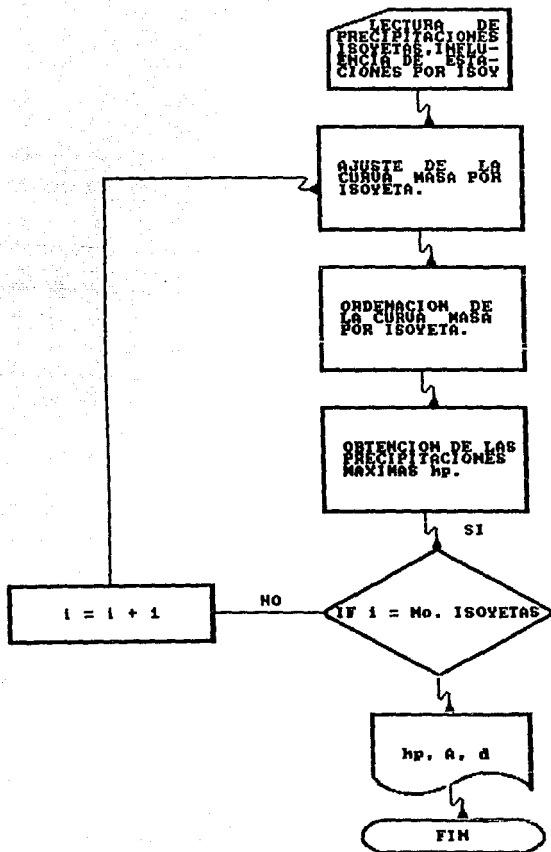 LECTURA DE
PRECIPITACIONES
ISOYETAS, INFLU-
ENCIA DE ESTA-
CIONES POR ISOY
AJUSTE DE LA
CURVA MASA POR
ISOYETA.
ORDENACION DE
LA CURVA MASA
POR ISOYETA.
OBTENCION DE LAS
PRECIPITACIONES
MAXIMAS hp.
SI
IF i = No. ISOYETAS
NO
i = i + 1
hp, A, d
FIN